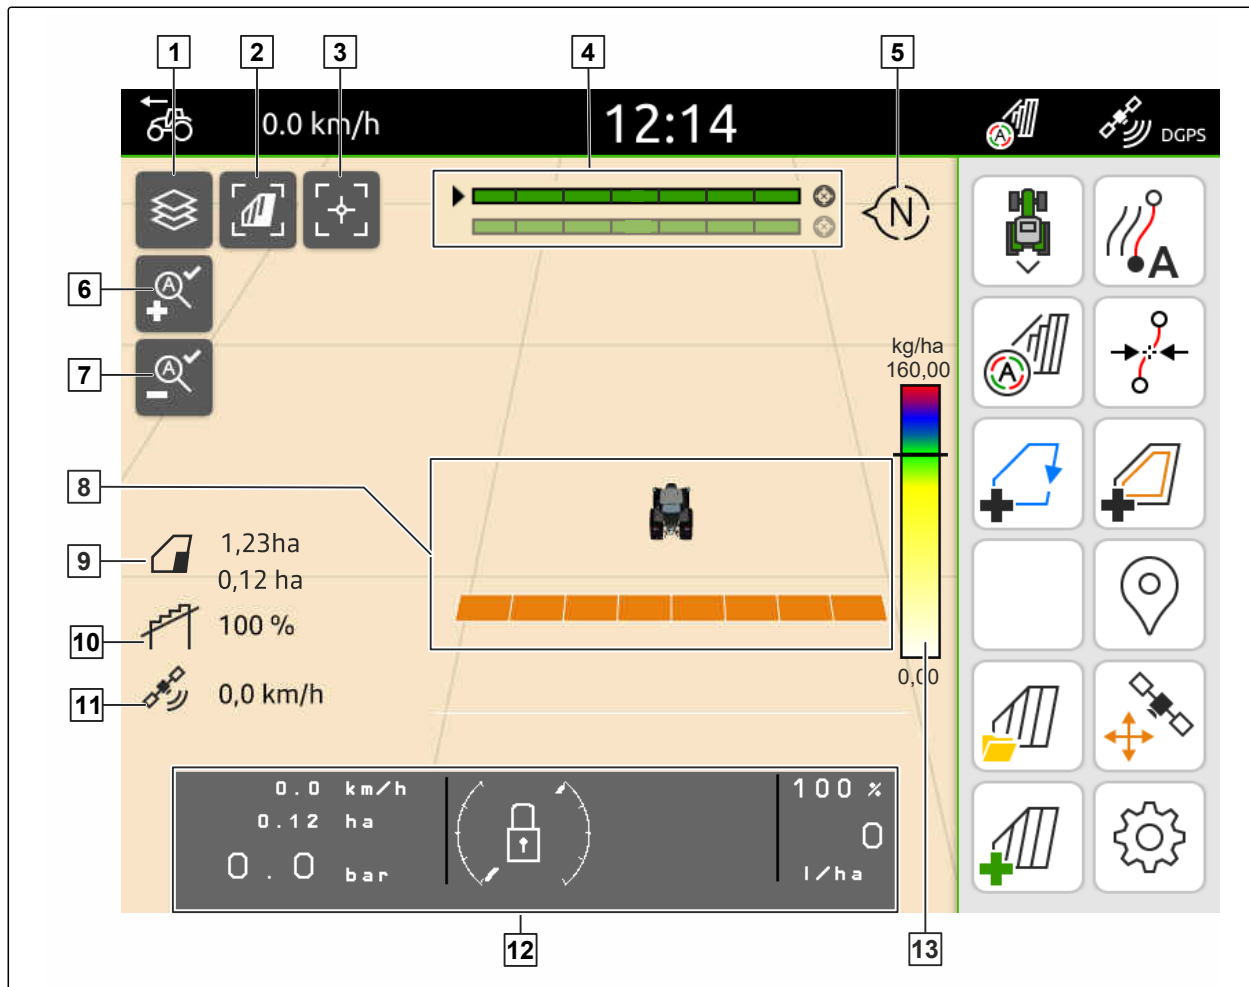 1 2 3 4 5
0.0 km/h 12:14 A DGPS
N
A
6 A
7 A
kg/ha
160,00
A
8
9 1,23ha
0,12 ha
10 100 %
11 0,0 km/h
0,00
0.0 km/h 100 %
0.12 ha 0
0.0 bar l/ha
12 13